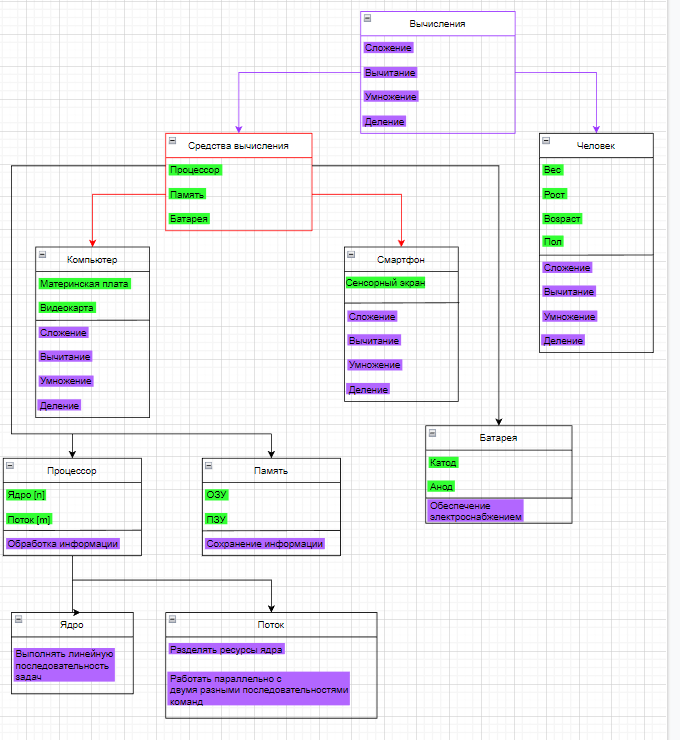 Вычисления
Сложение
Вычитание
Умножение
Деление
Средства вычисления
Процессор
Память
Батарея
Человек
Вес
Рост
Возраст
Пол
Сложение
Вычитание
Умножение
Деление
Компьютер
Материнская плата
Видеокарта
Сложение
Вычитание
Умножение
Деление
Смартфон
Сенсорный экран
Сложение
Вычитание
Умножение
Деление
Батарея
Катод
Анод
Обеспечение
электроснабжением
Процессор
Ядро [n]
Поток [m]
Обработка информации
Память
ОЗУ
ПЗУ
Сохранение информации
Ядро
Выполнять линейную
последовательность
задач
Поток
Разделять ресурсы ядра
Работать параллельно с
двумя разными последовательностями
команд